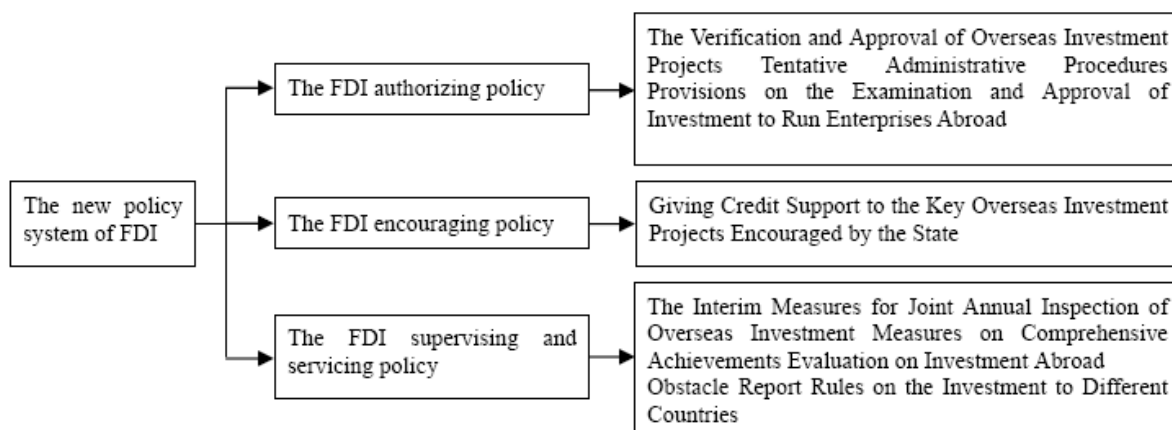 The new policy
system of FDI
The FDI authorizing policy
The Verification and Approval of Overseas Investment
Projects Tentative Administrative Procedures
Provisions on the Examination and Approval of
Investment to Run Enterprises Abroad
The FDI encouraging policy
Giving Credit Support to the Key Overseas Investment
Projects Encouraged by the State
The FDI supervising and
servicing policy
The Interim Measures for Joint Annual Inspection of
Overseas Investment Measures on Comprehensive
Achievements Evaluation on Investment Abroad
Obstacle Report Rules on the Investment to Different
Countries